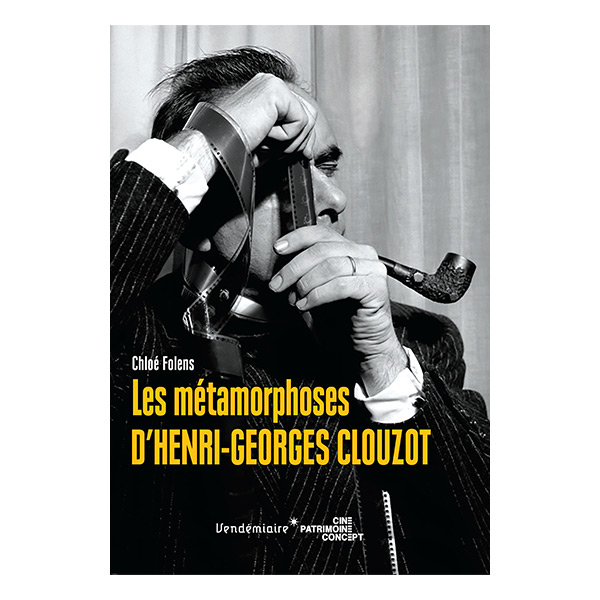 Chloé Folens
Les métamorphoses
D'HENRI-GEORGES CLOUZOT
Vendémiaire*
CINE
PATRIMOINE
CONCEPT